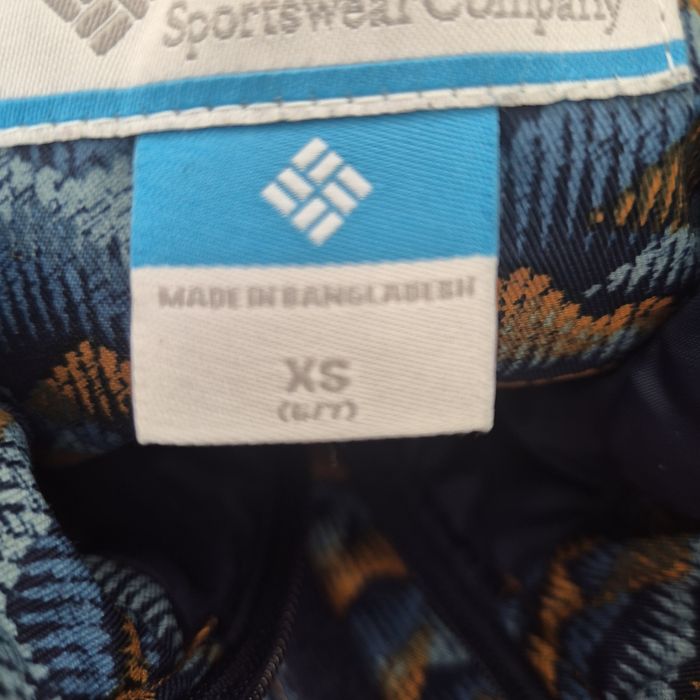 Sportswear Company
MADE IN BANGLADESH
XS
(6/7)